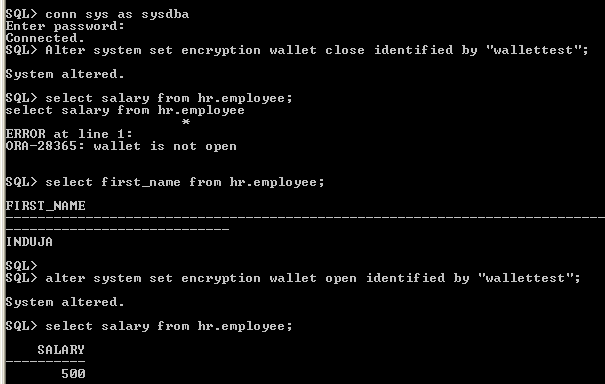 SQL> conn sys as sysdba
Enter password:
Connected.
SQL> Alter system set encryption wallet close identified by "wallettest";
System altered.
SQL> select salary from hr.employee;
select salary from hr.employee
*
ERROR at line 1:
ORA-28365: wallet is not open
SQL> select first_name from hr.employee;
FIRST_NAME
--------------------------------------------------------------------------------
----------------------------
INDUJA
SQL>
SQL> alter system set encryption wallet open identified by "wallettest";
System altered.
SQL> select salary from hr.employee;
SALARY
----------
500